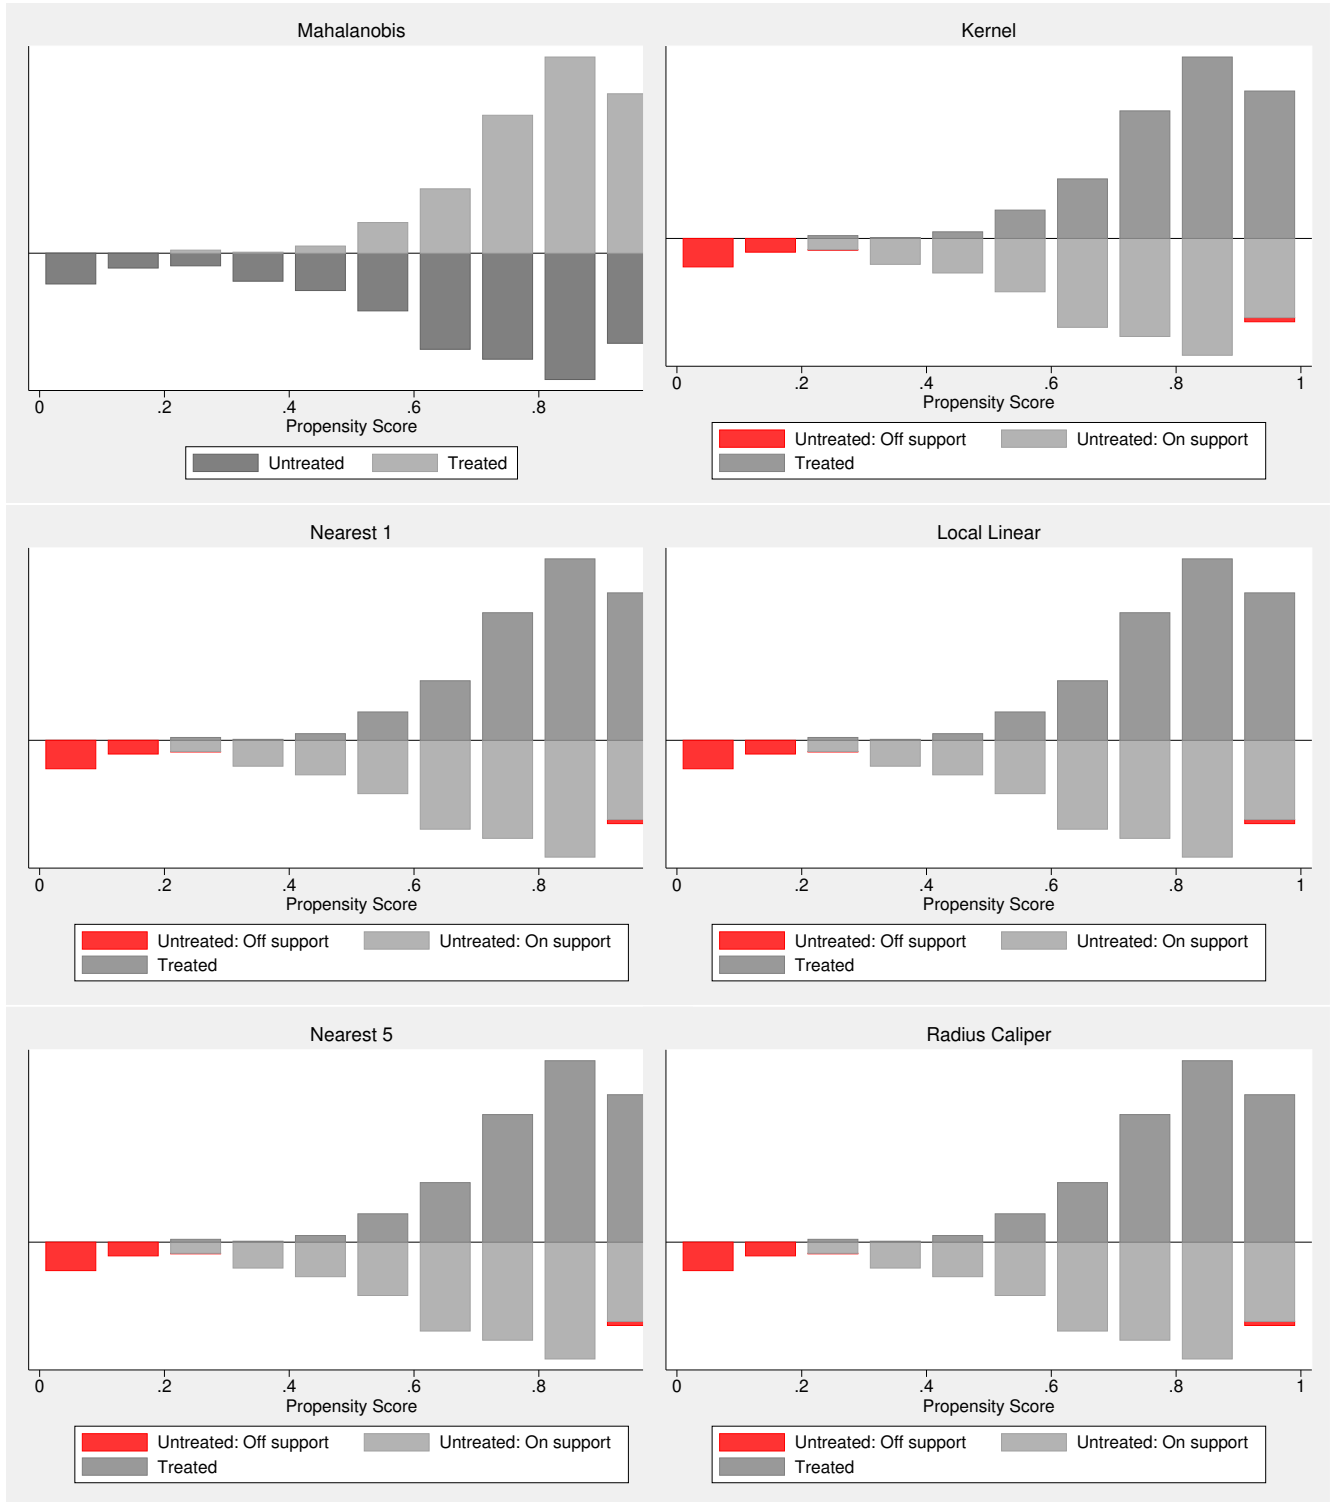 Mahalanobis
0 .2 .4 .6 .8
Propensity Score
Untreated Treated
Kernel
0 .2 .4 .6 .8 1
Propensity Score
Untreated: Off support Untreated: On support
Treated
Nearest 1
0 .2 .4 .6 .8
Propensity Score
Untreated: Off support Untreated: On support
Treated
Local Linear
0 .2 .4 .6 .8 1
Propensity Score
Untreated: Off support Untreated: On support
Treated
Nearest 5
0 .2 .4 .6 .8
Propensity Score
Untreated: Off support Untreated: On support
Treated
Radius Caliper
0 .2 .4 .6 .8 1
Propensity Score
Untreated: Off support Untreated: On support
Treated